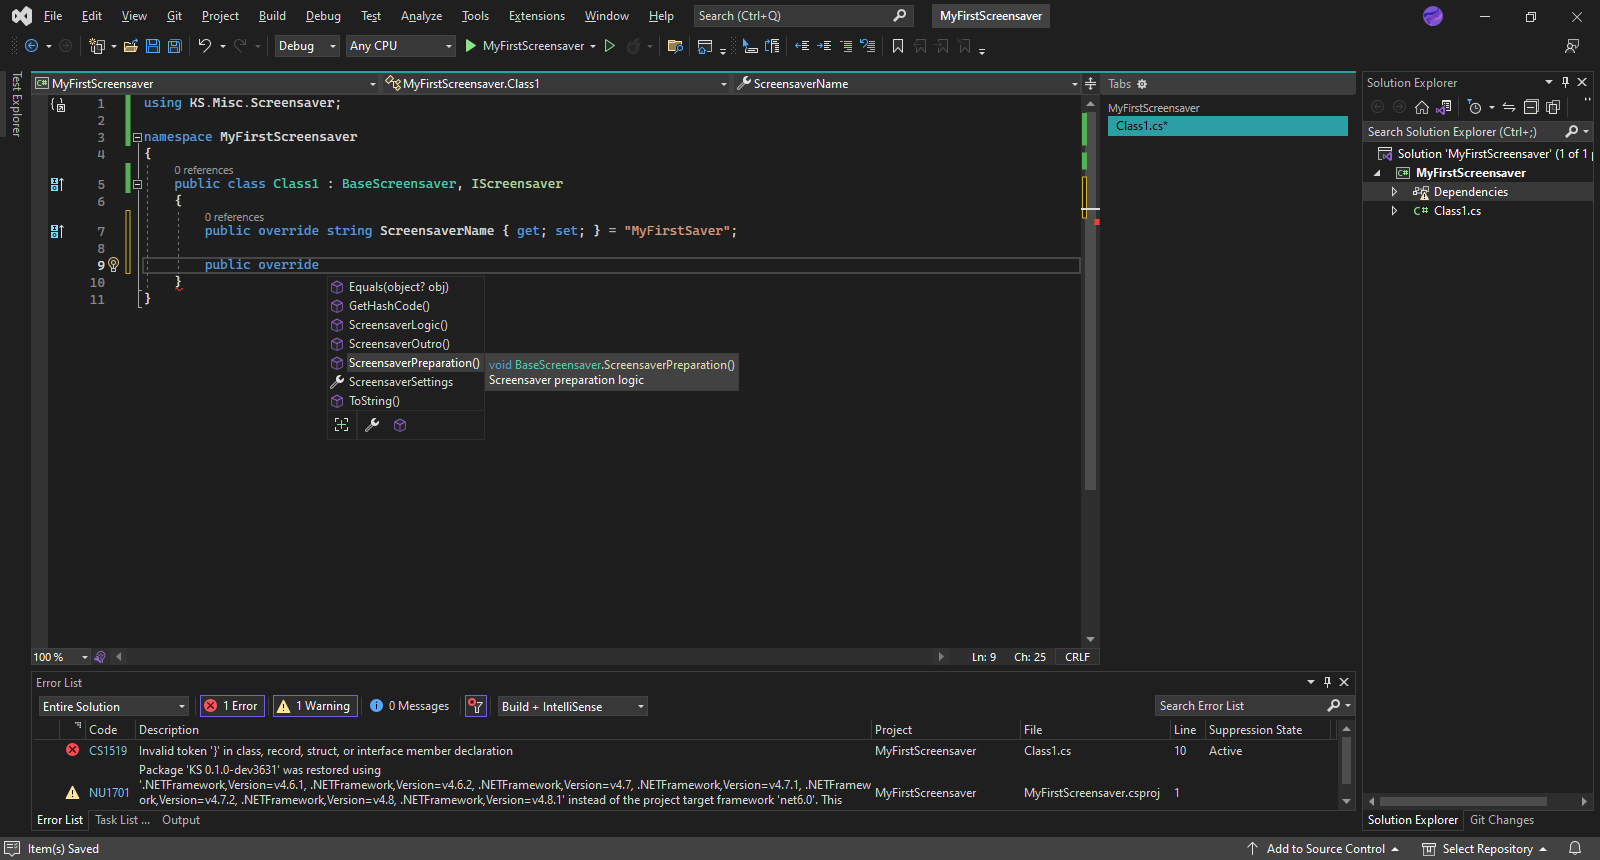 File Edit View Git Project Build Debug Test Analyze Tools Extensions Window Help Search (Ctrl+Q) MyFirstScreensaver
Debug Any CPU MyFirstScreensaver
Test Explorer
MyFirstScreensaver MyFirstScreensaver.Class1 ScreensaverName
1 using KS.Misc.Screensaver;
2
3 namespace MyFirstScreensaver
4 {
0 references
5 public class Class1 : BaseScreensaver, IScreensaver
6 {
0 references
7 public override string ScreensaverName { get; set; } = "MyFirstSaver";
8
9 public override
10 }
11 }
Equals(object? obj)
GetHashCode()
ScreensaverLogic()
ScreensaverOutro()
ScreensaverPreparation()
ScreensaverSettings
ToString()
void BaseScreensaver.ScreensaverPreparation()
Screensaver preparation logic
100 % Ln: 9 Ch: 25 CRLF
Tabs
MyFirstScreensaver
Class1.cs*
Solution Explorer
Search Solution Explorer (Ctrl+;)
Solution 'MyFirstScreensaver' (1 of 1
C# MyFirstScreensaver
Dependencies
C# Class1.cs
Error List
Entire Solution 1 Error 1 Warning 0 Messages Build + IntelliSense Search Error List
Code Description Project File Line Suppression State
CS1519 Invalid token '}' in class, record, struct, or interface member declaration MyFirstScreensaver Class1.cs 10 Active
Package 'KS 0.1.0-dev3631' was restored using
'.NETFramework,Version=v4.6.1, .NETFramework,Version=v4.6.2, .NETFramework,Version=v4.7, .NETFramework,Version=v4.7.1, .NETFramew
NU1701 ork,Version=v4.7.2, .NETFramework,Version=v4.8, .NETFramework,Version=v4.8.1' instead of the project target framework 'net6.0'. This MyFirstScreensaver MyFirstScreensaver.csproj 1
Error List Task List ... Output
Solution Explorer Git Changes
Item(s) Saved Add to Source Control Select Repository